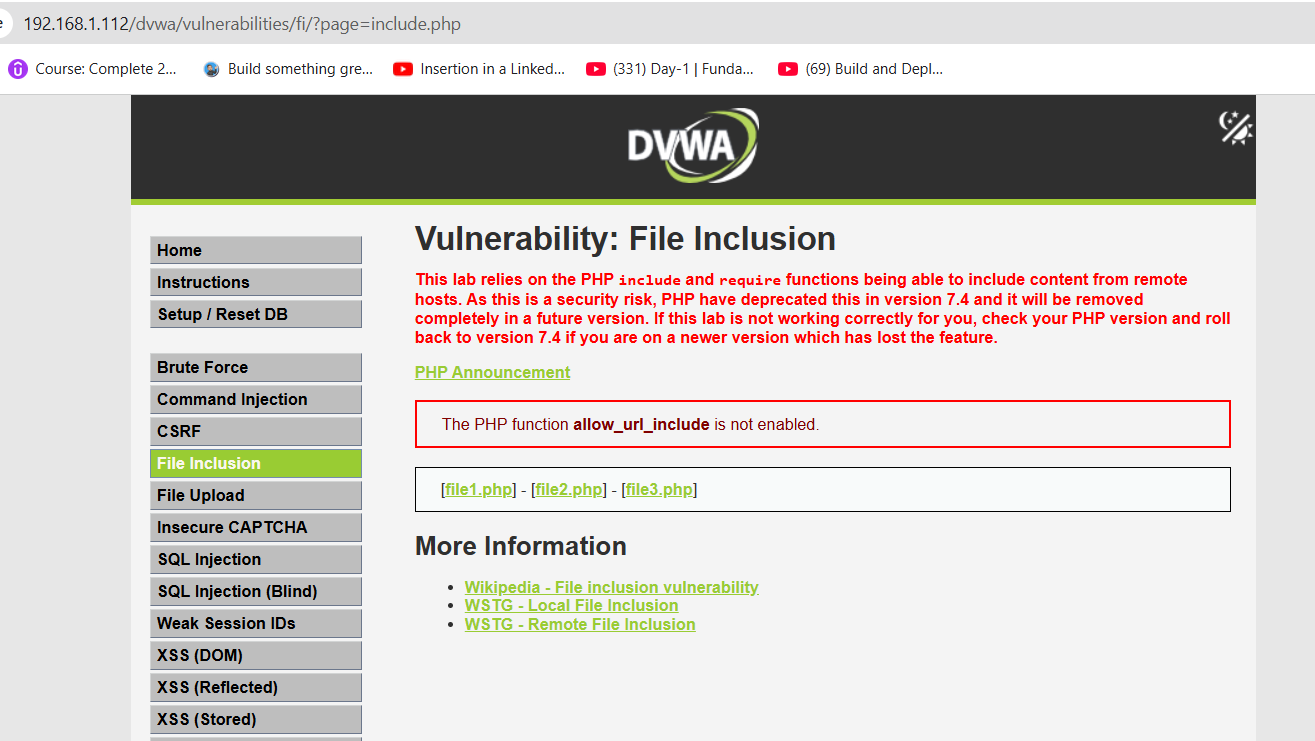 192.168.1.112/dvwa/vulnerabilities/fi/?page=include.php
Course: Complete 2...
Build something gre...
Insertion in a Linked...
(331) Day-1 | Funda...
(69) Build and Depl...
DVWA
Home
Instructions
Setup / Reset DB
Brute Force
Command Injection
CSRF
File Inclusion
File Upload
Insecure CAPTCHA
SQL Injection
SQL Injection (Blind)
Weak Session IDs
XSS (DOM)
XSS (Reflected)
XSS (Stored)
Vulnerability: File Inclusion
This lab relies on the PHP include and require functions being able to include content from remote
hosts. As this is a security risk, PHP have deprecated this in version 7.4 and it will be removed
completely in a future version. If this lab is not working correctly for you, check your PHP version and roll
back to version 7.4 if you are on a newer version which has lost the feature.
PHP Announcement
The PHP function allow_url_include is not enabled.
[file1.php] - [file2.php] - [file3.php]
More Information
• Wikipedia - File inclusion vulnerability
• WSTG - Local File Inclusion
• WSTG - Remote File Inclusion